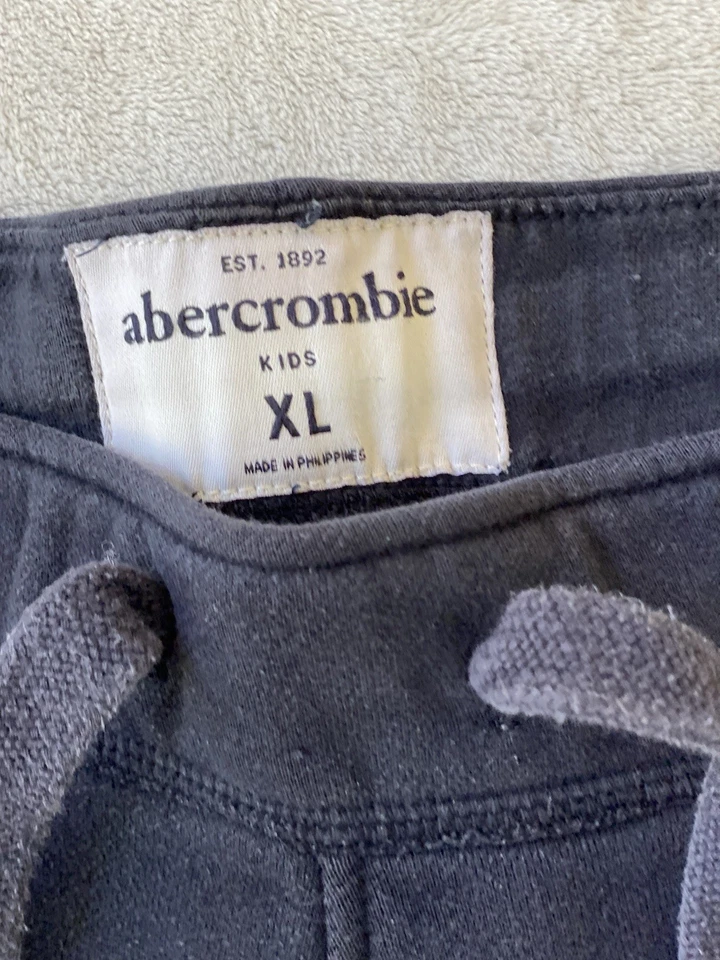 EST. 1892
abercrombie
KIDS
XL
MADE IN PHILIPPINES